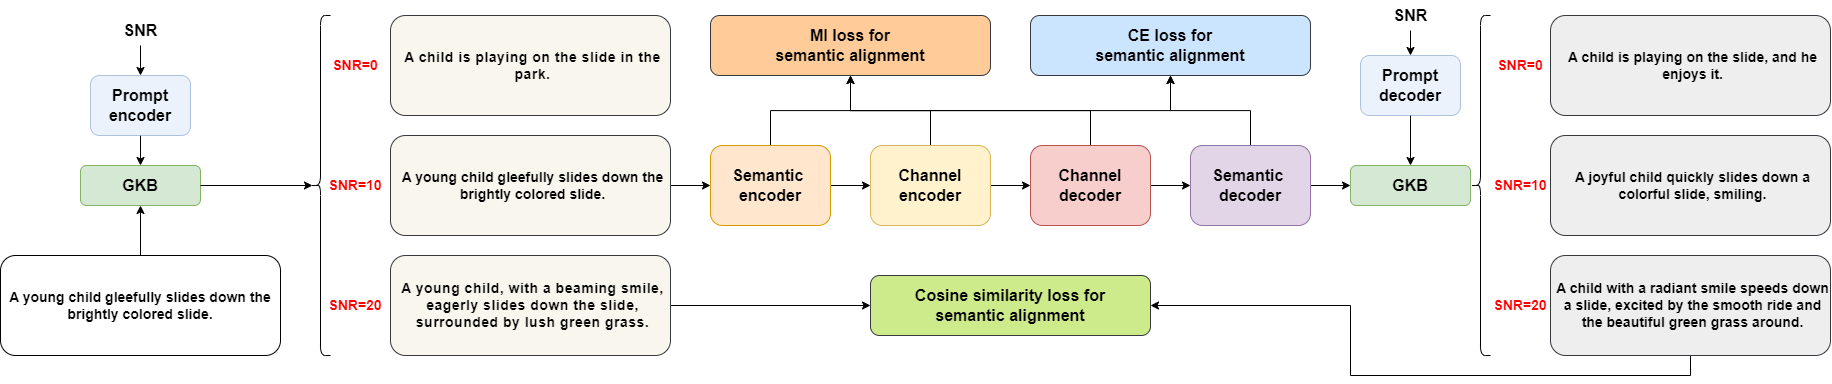 SNR
Prompt
encoder
GKB
A young child gleefully slides down the
brightly colored slide.
SNR=0
A child is playing on the slide in the
park.
SNR=10
A young child gleefully slides down the
brightly colored slide.
SNR=20
A young child, with a beaming smile,
eagerly slides down the slide,
surrounded by lush green grass.
MI loss for
semantic alignment
CE loss for
semantic alignment
Semantic
encoder
Channel
encoder
Channel
decoder
Semantic
decoder
Cosine similarity loss for
semantic alignment
SNR
Prompt
decoder
GKB
SNR=0
A child is playing on the slide, and he
enjoys it.
SNR=10
A joyful child quickly slides down a
colorful slide, smiling.
SNR=20
A child with a radiant smile speeds down
a slide, excited by the smooth ride and
the beautiful green grass around.